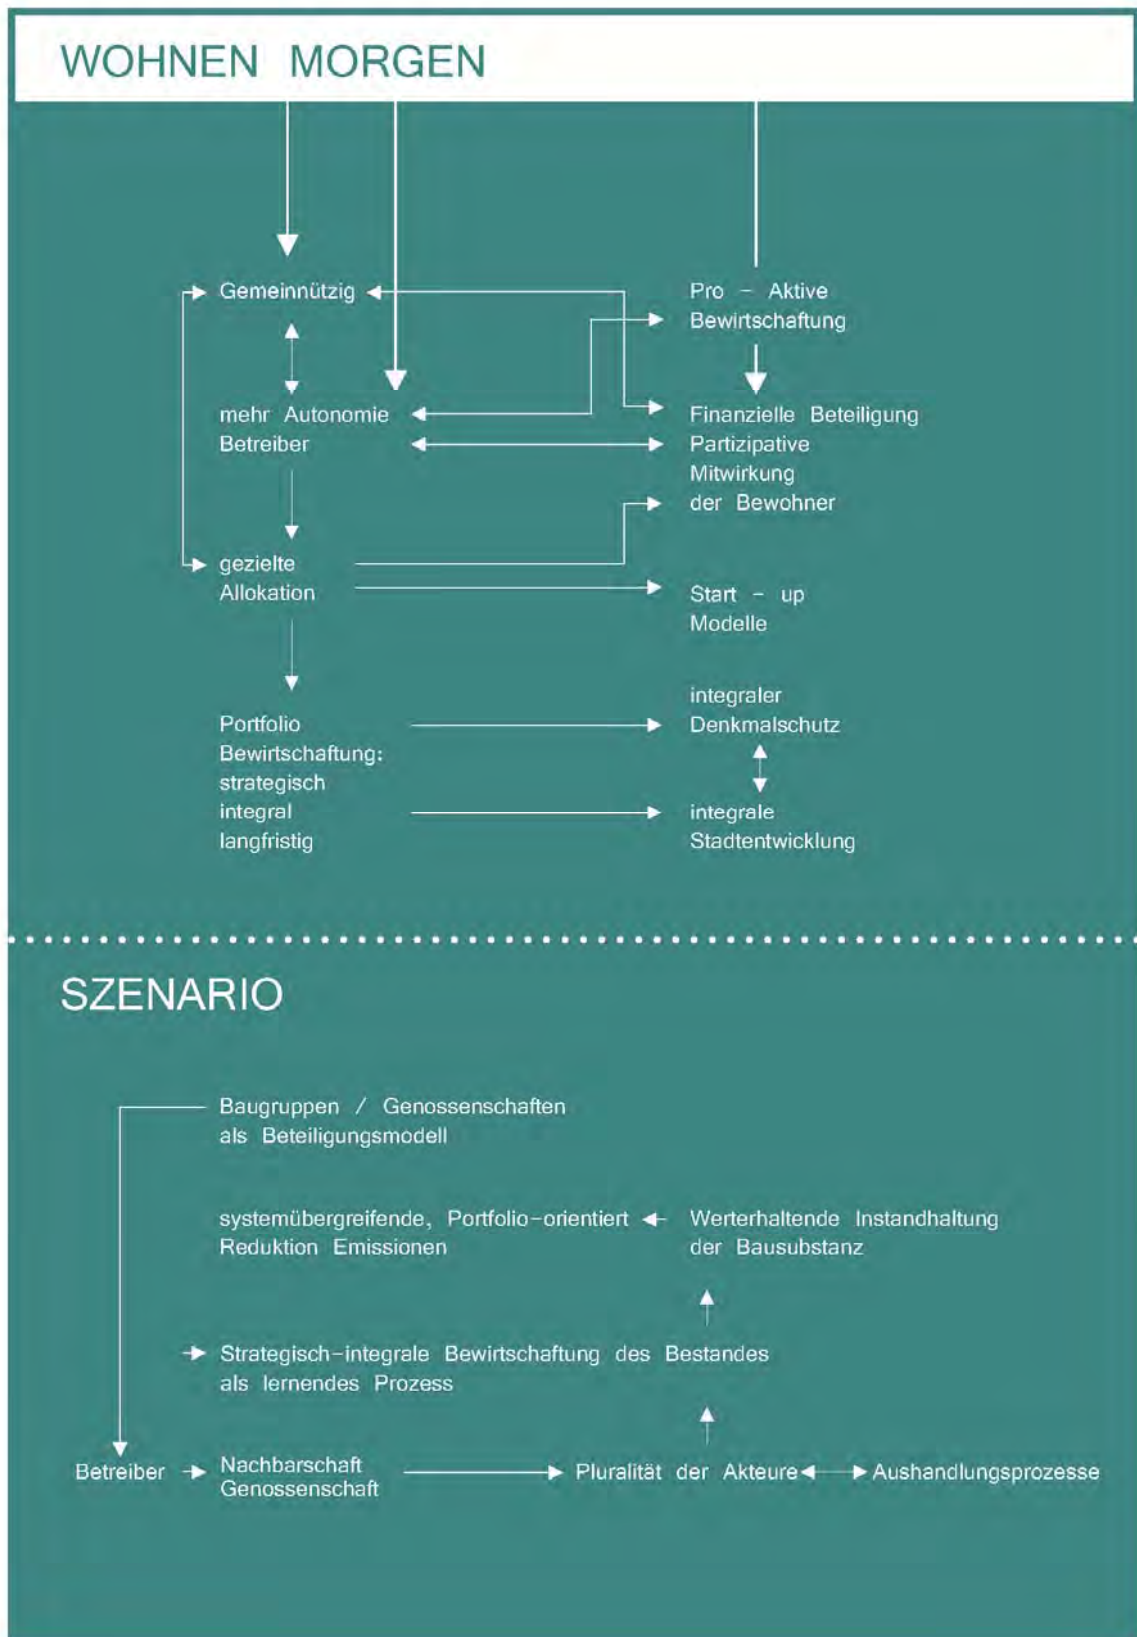 WOHNEN MORGEN
Gemeinnützig
Pro - Aktive
Bewirtschaftung
mehr Autonomie
Betreiber
Finanzielle Beteiligung
Partizipative
Mitwirkung
der Bewohner
gezielte
Allokation
Start - up
Modelle
Portfolio
Bewirtschaftung:
strategisch
integral
langfristig
integraler
Denkmalschutz
integrale
Stadtentwicklung
SZENARIO
Baugruppen / Genossenschaften
als Beteiligungsmodell
systemübergreifende, Portfolio-orientiert
Reduktion Emissionen
Werterhaltende Instandhaltung
der Bausubstanz
Strategisch-integrale Bewirtschaftung des Bestandes
als lernendes Prozess
Betreiber
Nachbarschaft
Genossenschaft
Pluralität der Akteure
Aushandlungsprozesse